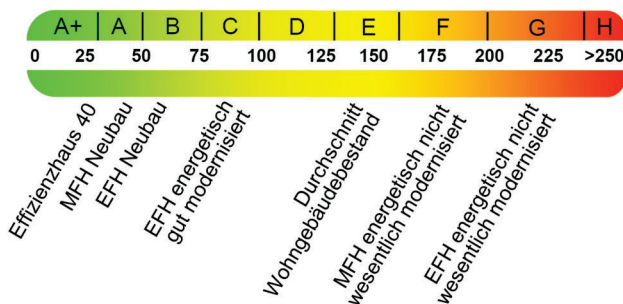 A+ A B C D E F G H
0 25 50 75 100 125 150 175 200 225 >250
Effizienzhaus 40
MFH Neubau
EFH Neubau
EFH energetisch
gut modernisiert
Durchschnitt
Wohngebäudebestand
MFH energetisch nicht
wesentlich modernisiert
EFH energetisch nicht
wesentlich modernisiert